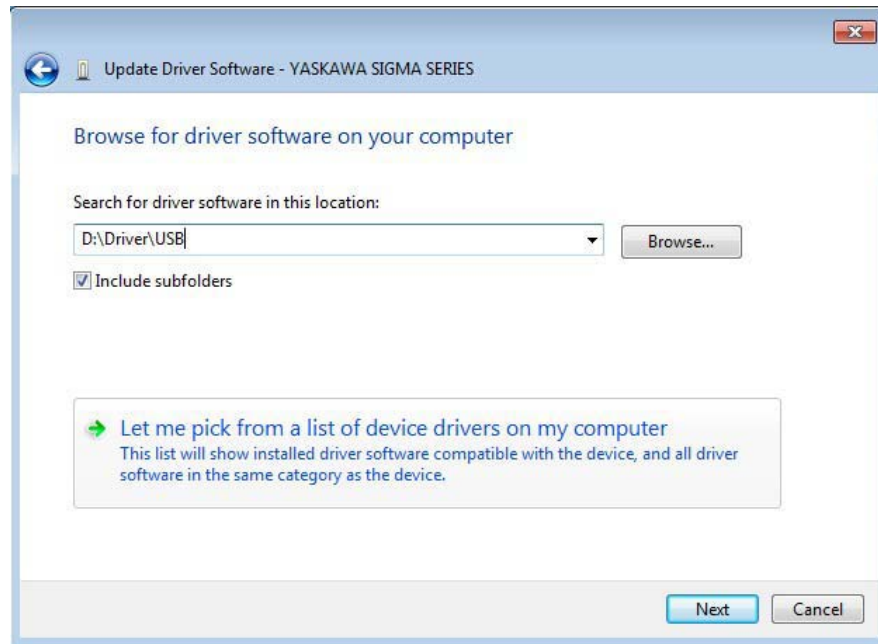 Update Driver Software - YASKAWA SIGMA SERIES
Browse for driver software on your computer
Search for driver software in this location:
D:\Driver\USB
Browse...
Include subfolders
Let me pick from a list of device drivers on my computer
This list will show installed driver software compatible with the device, and all driver
software in the same category as the device.
Next
Cancel